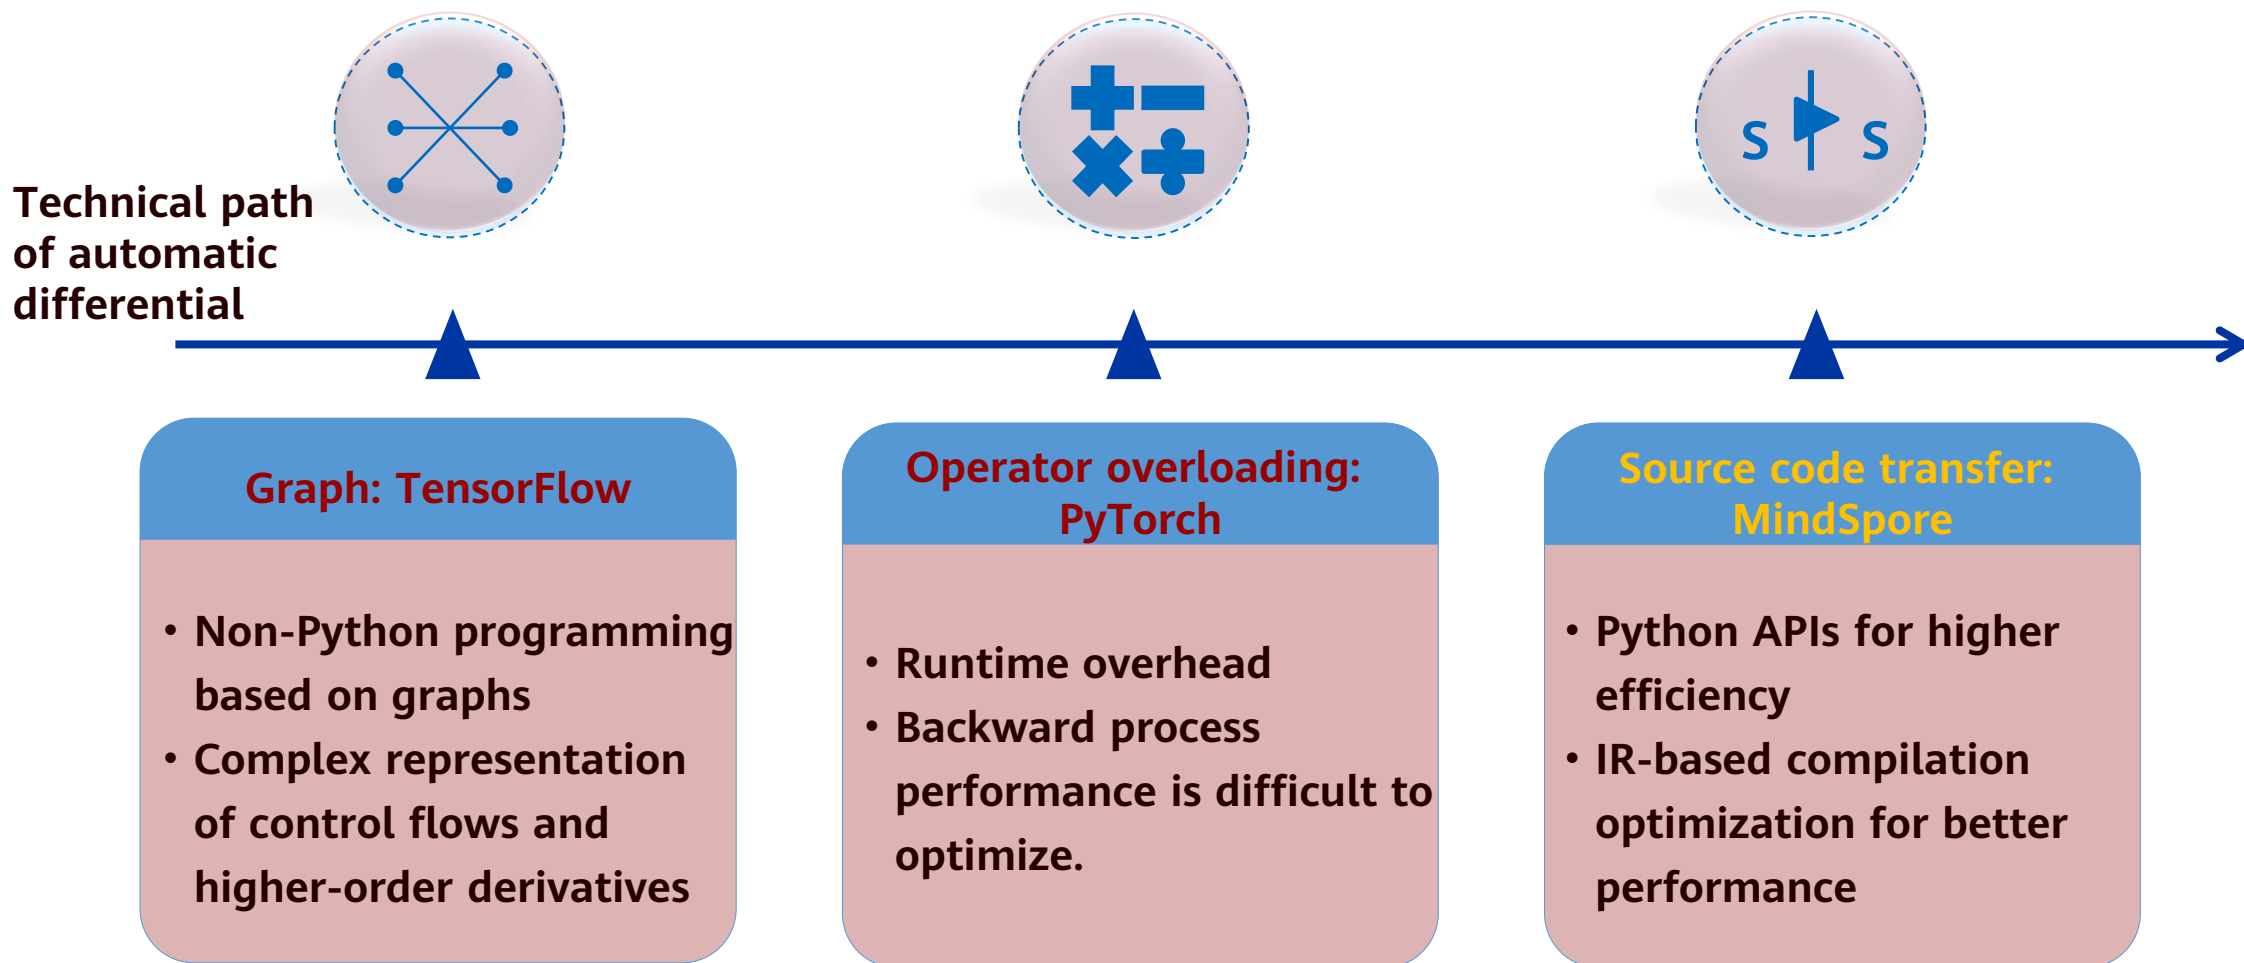 S S
Technical path
of automatic
differential
Graph: TensorFlow
• Non-Python programming
based on graphs
• Complex representation
of control flows and
higher-order derivatives
Operator overloading:
PyTorch
• Runtime overhead
• Backward process
performance is difficult to
optimize.
Source code transfer:
MindSpore
• Python APIs for higher
efficiency
• IR-based compilation
optimization for better
performance